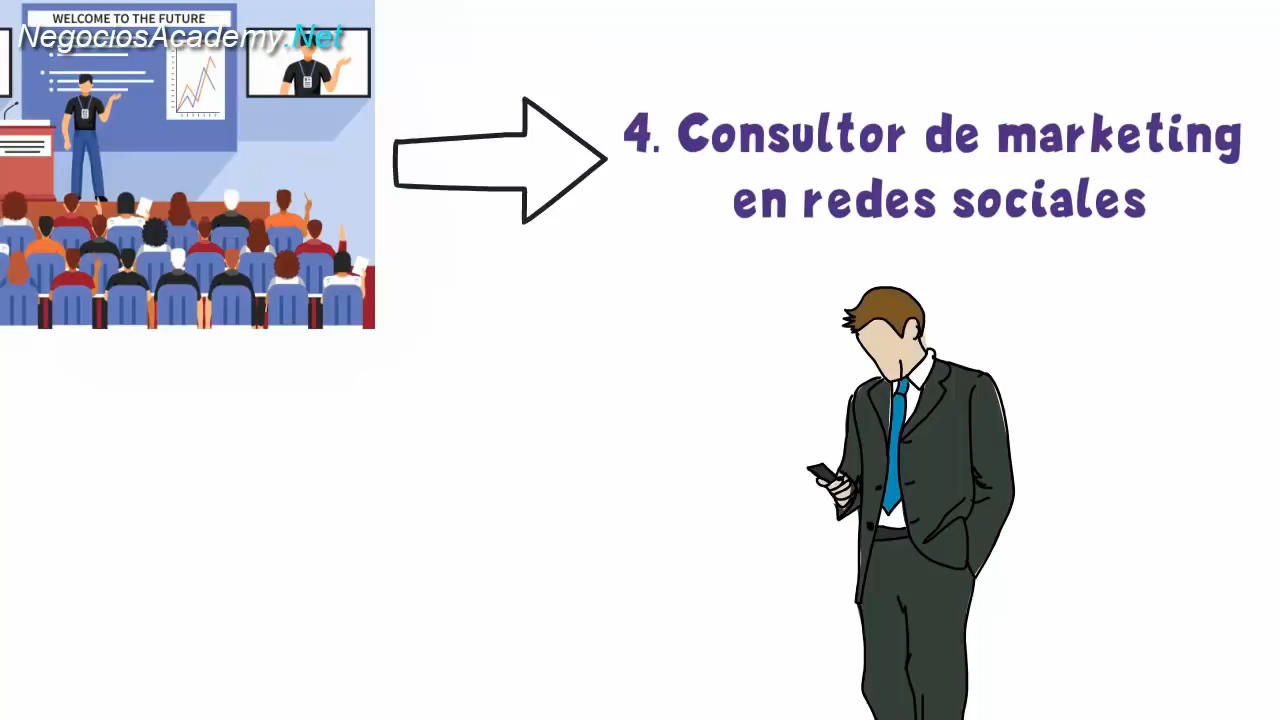 WELCOME TO THE FUTURE
NegociosAcademy.Net
4. Consultor de marketing
en redes sociales